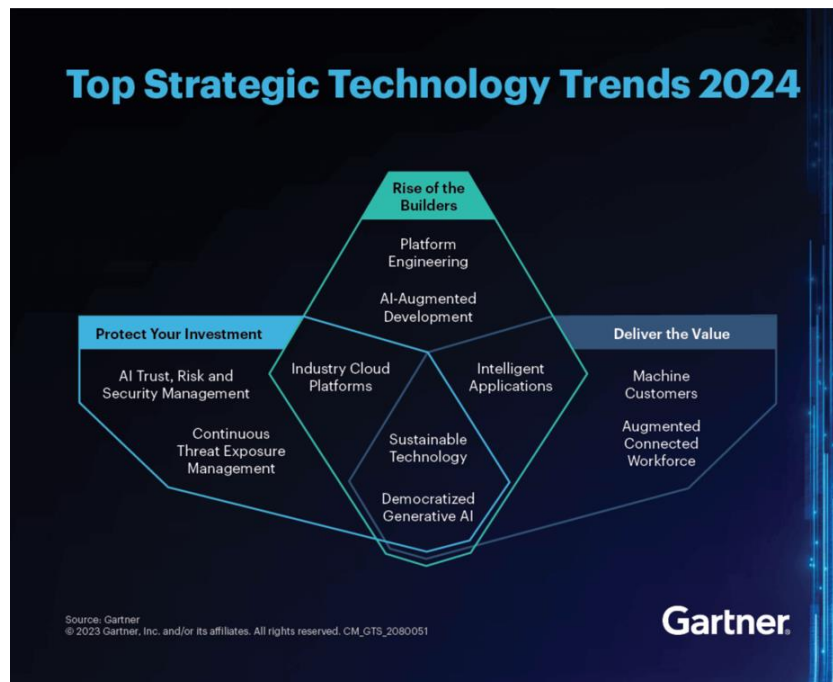 Top Strategic Technology Trends 2024
Rise of the
Builders
Platform
Engineering
AI-Augmented
Development
Protect Your Investment
AI Trust, Risk and
Security Management
Continuous
Threat Exposure
Management
Industry Cloud
Platforms
Intelligent
Applications
Sustainable
Technology
Democratized
Generative AI
Deliver the Value
Machine
Customers
Augmented
Connected
Workforce
Source: Gartner
© 2023 Gartner, Inc. and/or its affiliates. All rights reserved. CM_GTS_2080051
Gartner®